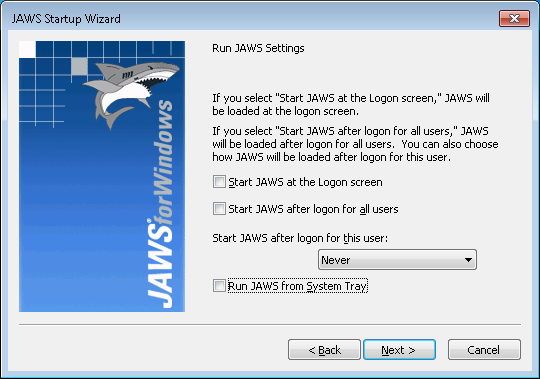 JAWS Startup Wizard
JAWS® for Windows
Run JAWS Settings
If you select "Start JAWS at the Logon screen," JAWS will
be loaded at the logon screen.
If you select "Start JAWS after logon for all users," JAWS
will be loaded after logon for all users. You can also choose
how JAWS will be loaded after logon for this user.
Start JAWS at the Logon screen
Start JAWS after logon for all users
Start JAWS after logon for this user:
Never
Run JAWS from System Tray
< Back
Next >
Cancel